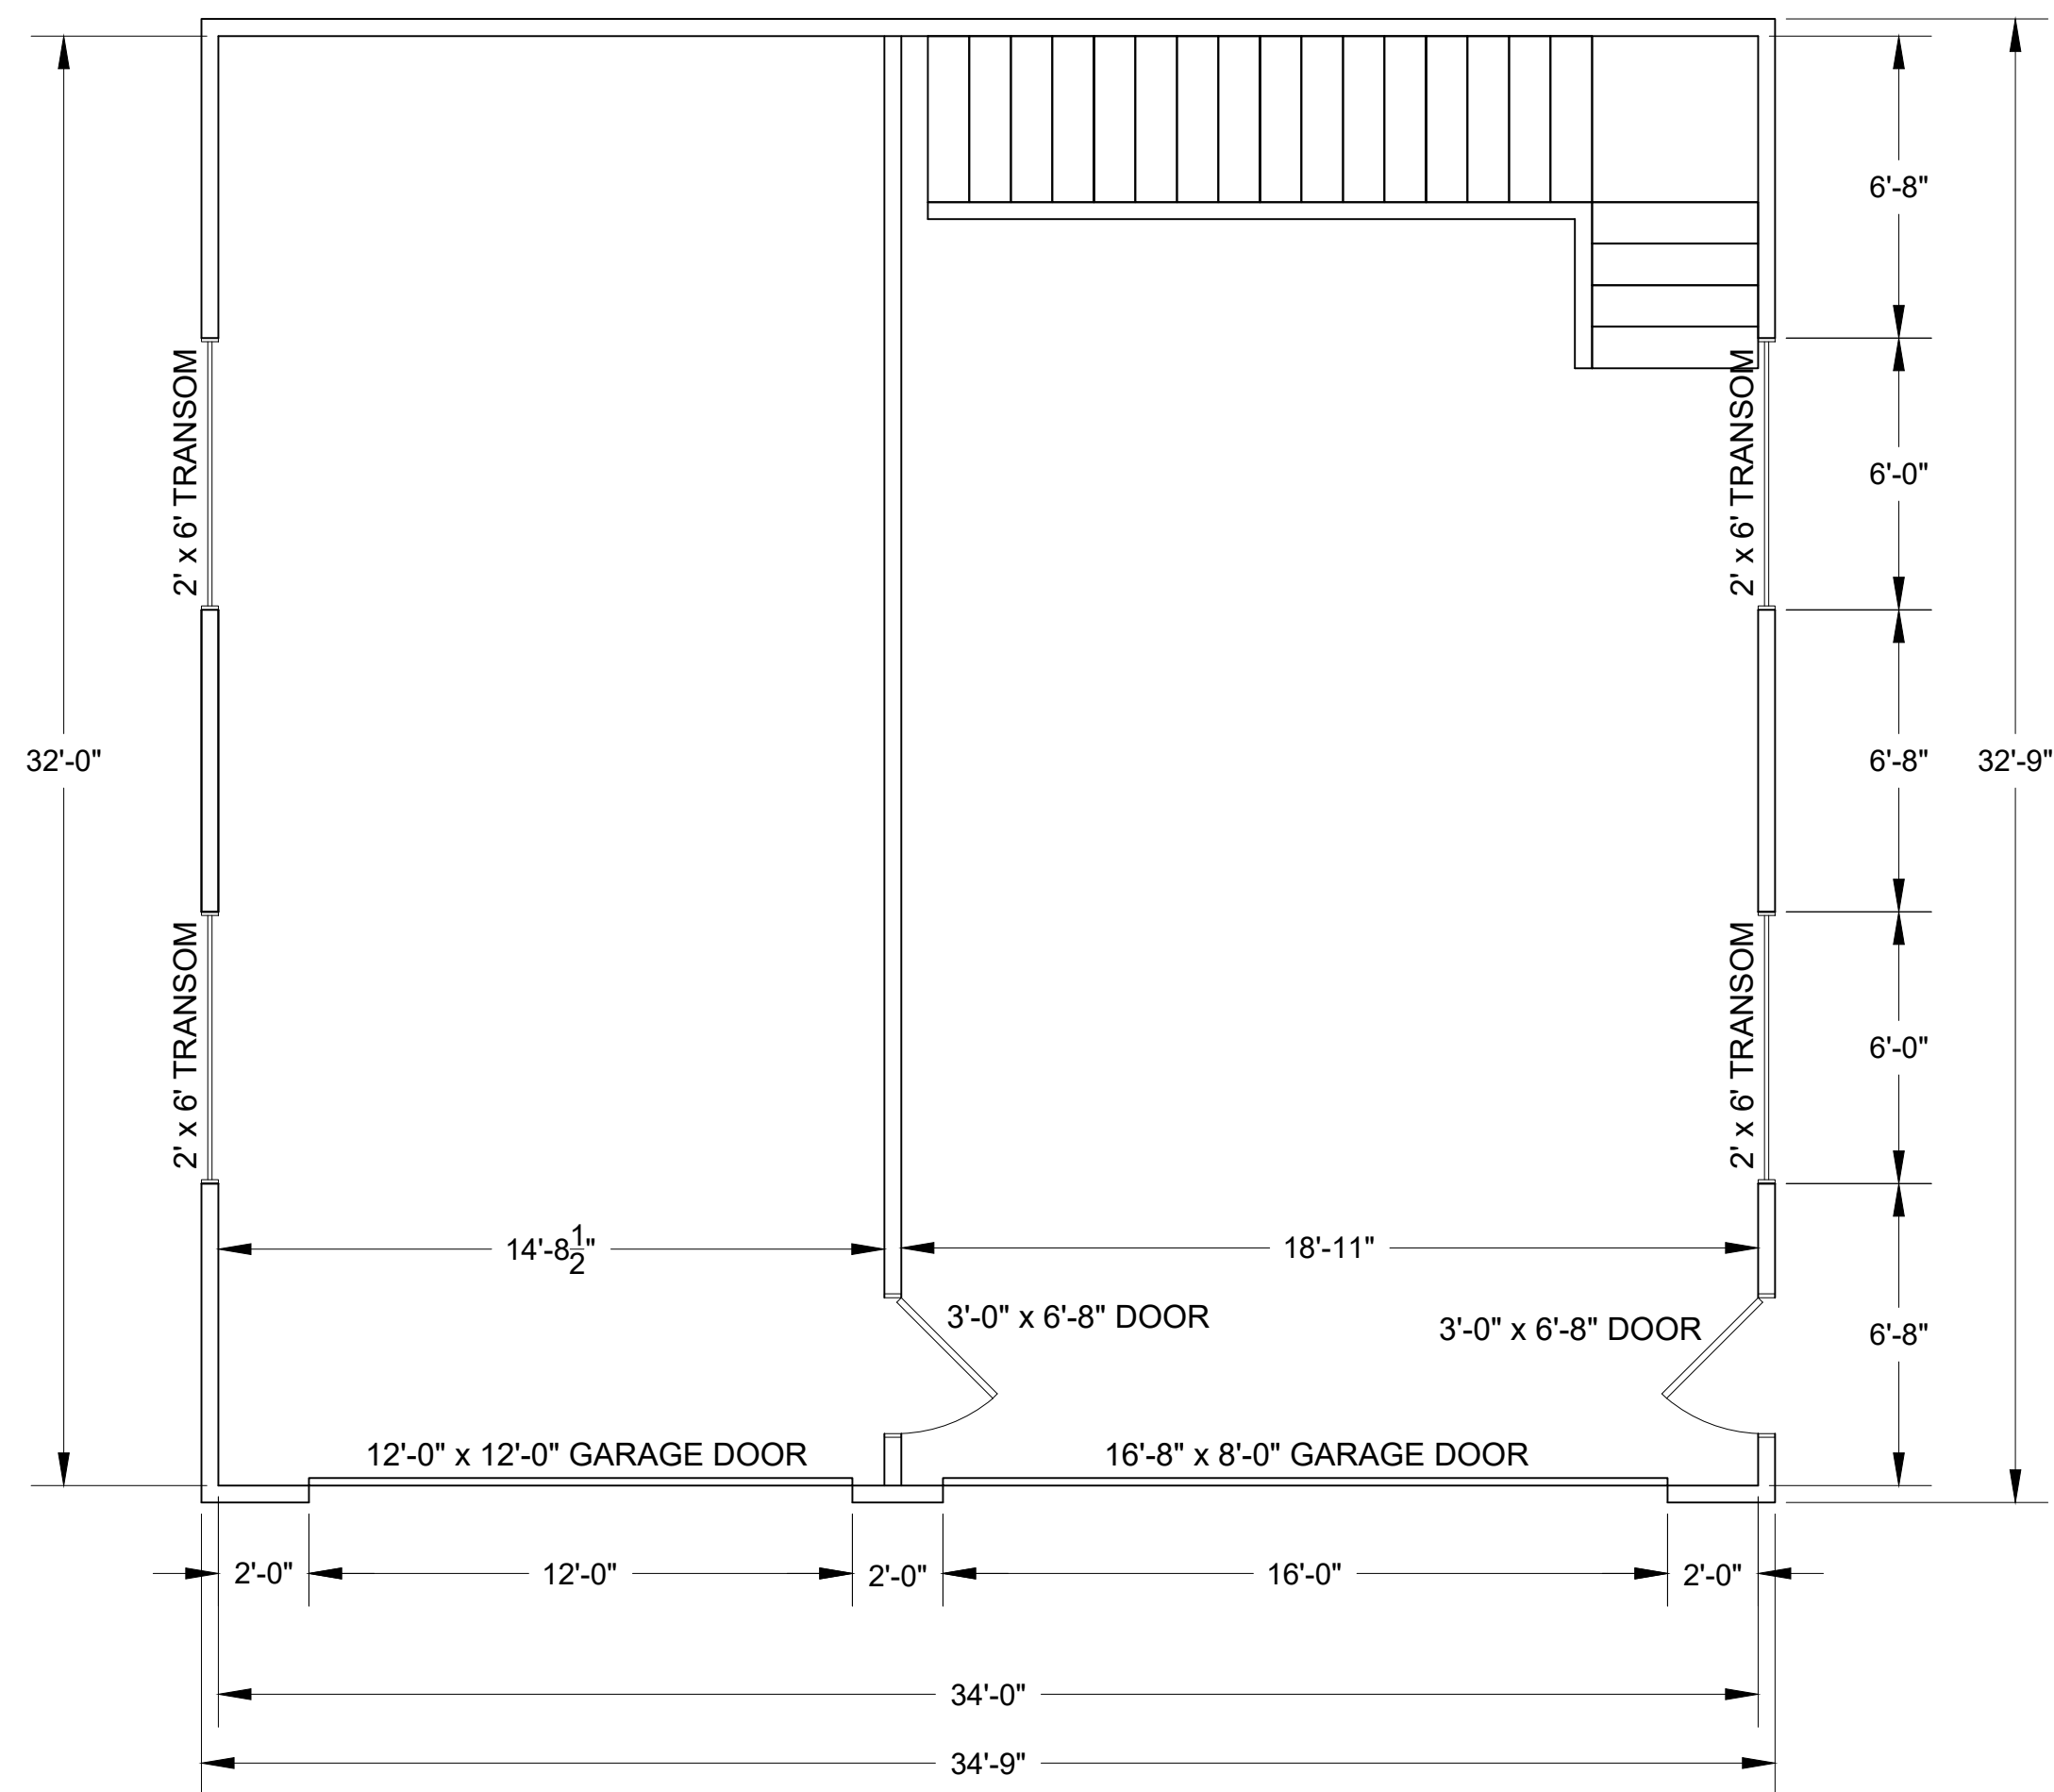 6'-8"
2' x 6' TRANSOM
2' x 6' TRANSOM
6'-0"
32'-0"
6'-8"
32'-9"
2' x 6' TRANSOM
2' x 6' TRANSOM
6'-0"
14'-8 1/2"
18'-11"
3'-0" x 6'-8" DOOR
3'-0" x 6'-8" DOOR
6'-8"
12'-0" x 12'-0" GARAGE DOOR
16'-8" x 8'-0" GARAGE DOOR
2'-0"
12'-0"
2'-0"
16'-0"
2'-0"
34'-0"
34'-9"